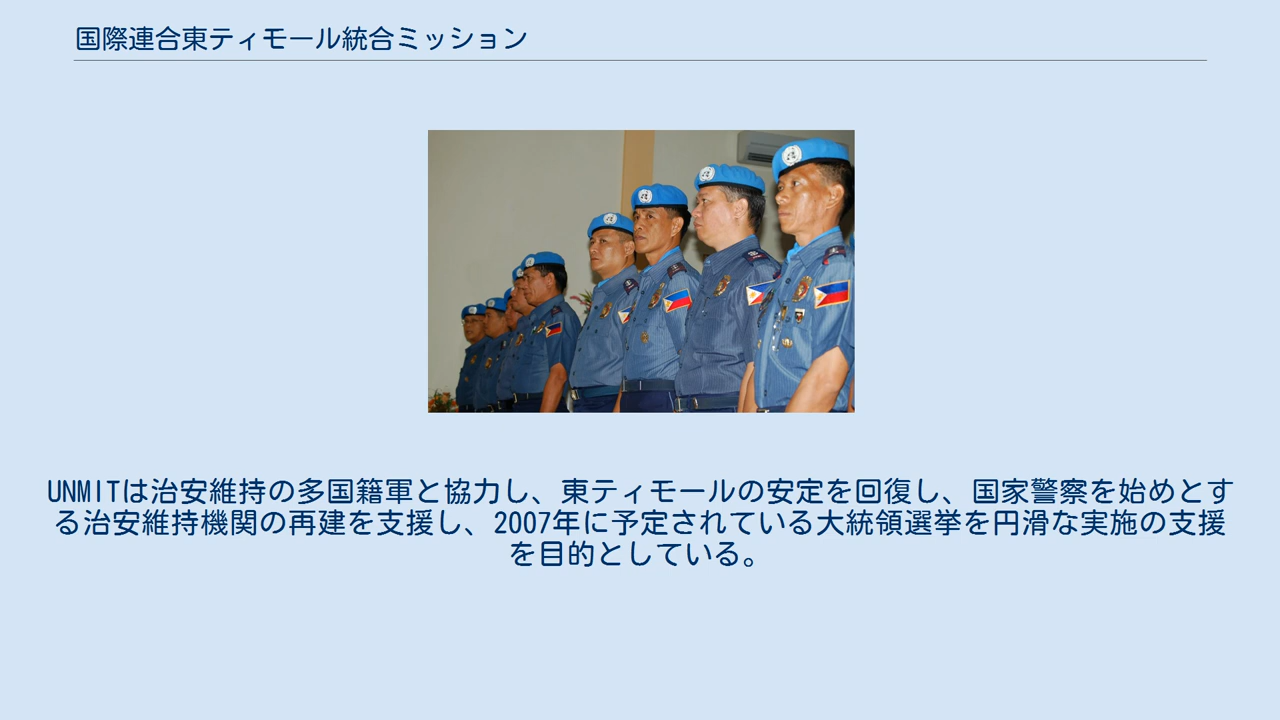 国際連合東ティモール統合ミッション
UNMITは治安維持の多国籍軍と協力し、東ティモールの安定を回復し、国家警察を始めとす
る治安維持機関の再建を支援し、2007年に予定されている大統領選挙を円滑な実施の支援
を目的としている。